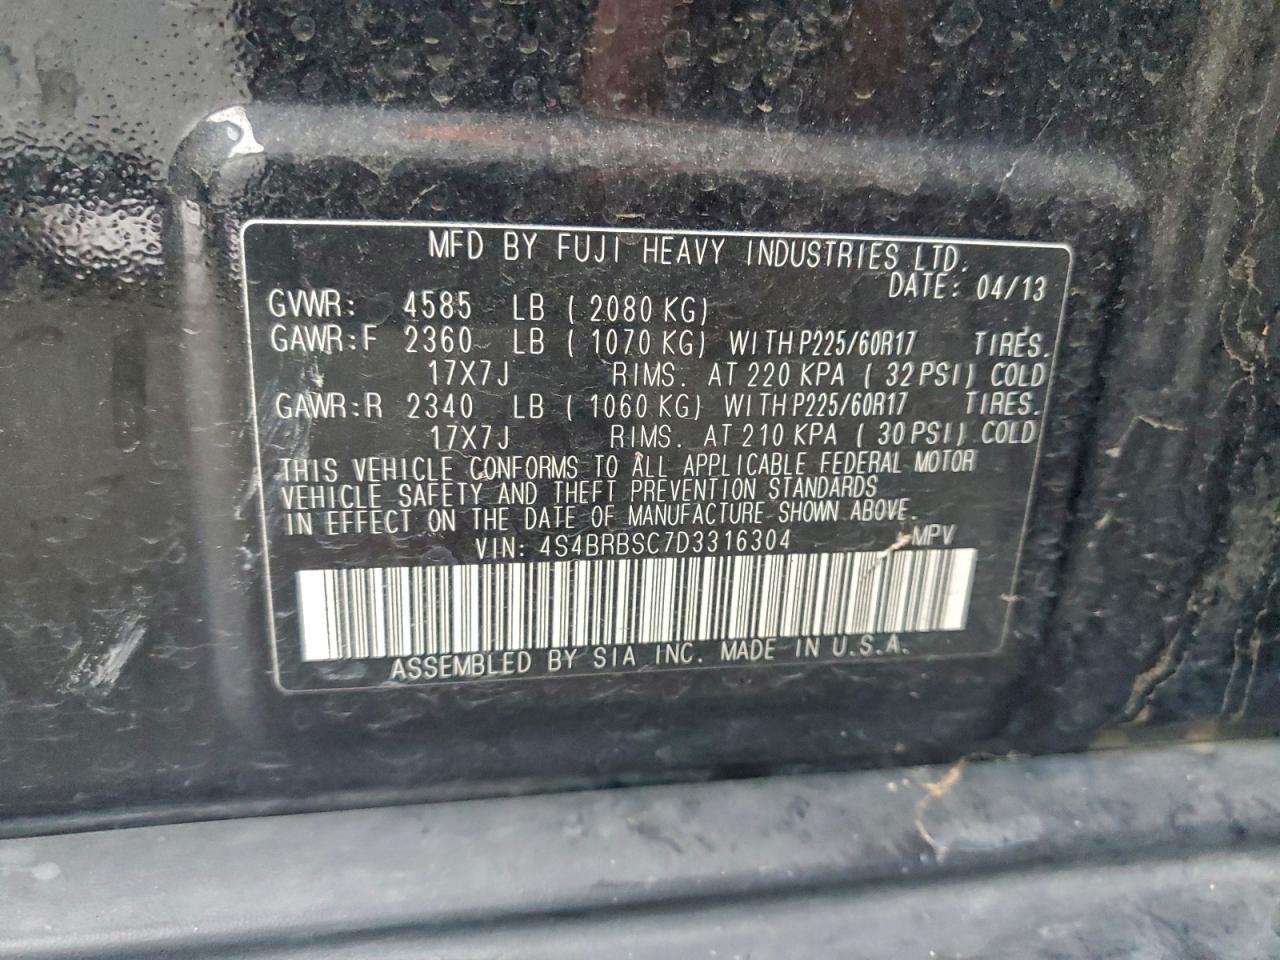 MFD BY FUJI HEAVY INDUSTRIES LTD.
DATE: 04/13
GVWR: 4585 LB ( 2080 KG)
GAWR:F 2360 LB ( 1070 KG) WITH P225/60R17 TIRES.
17X7J RIMS. AT 220 KPA ( 32 PSI) COLD
GAWR:R 2340 LB ( 1060 KG) WITH P225/60R17 TIRES.
17X7J RIMS. AT 210 KPA ( 30 PSI) COLD
THIS VEHICLE CONFORMS TO ALL APPLICABLE FEDERAL MOTOR
VEHICLE SAFETY AND THEFT PREVENTION STANDARDS
IN EFFECT ON THE DATE OF MANUFACTURE SHOWN ABOVE.
VIN: 4S4BRBSC7D3316304 MPV
ASSEMBLED BY SIA INC. MADE IN U.S.A.